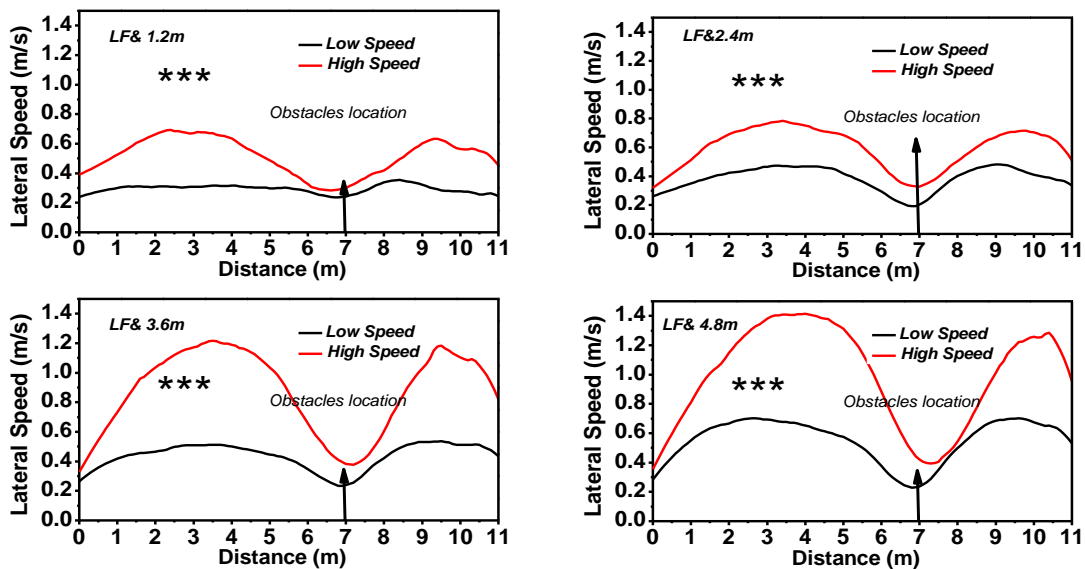 LF& 1.2m
Low Speed
High Speed
***
Obstacles location
Lateral Speed (m/s)
1.4
1.2
1.0
0.8
0.6
0.4
0.2
0.0
0 1 2 3 4 5 6 7 8 9 10 11
Distance (m)
LF&2.4m
Low Speed
High Speed
***
Obstacles location
Lateral Speed (m/s)
1.4
1.2
1.0
0.8
0.6
0.4
0.2
0.0
0 1 2 3 4 5 6 7 8 9 10 11
Distance (m)
LF& 3.6m
Low Speed
High Speed
***
Obstacles location
Lateral Speed (m/s)
1.4
1.2
1.0
0.8
0.6
0.4
0.2
0.0
0 1 2 3 4 5 6 7 8 9 10 11
Distance (m)
LF& 4.8m
Low Speed
High Speed
***
Obstacles location
Lateral Speed (m/s)
1.4
1.2
1.0
0.8
0.6
0.4
0.2
0.0
0 1 2 3 4 5 6 7 8 9 10 11
Distance (m)